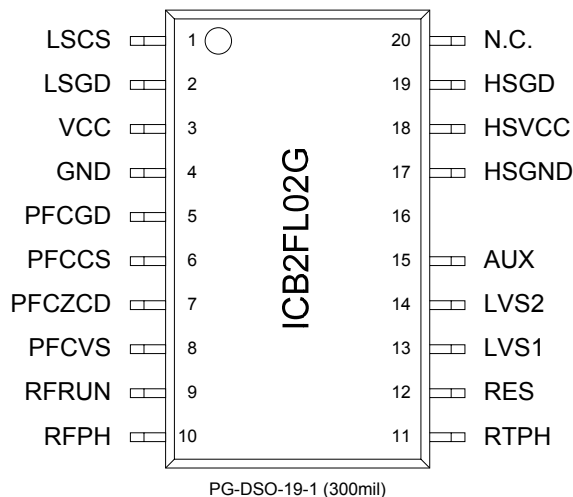 LSCS 1 20 N.C.
LSGD 2 19 HSGD
VCC 3 18 HSVCC
GND 4 17 HSGND
PFCGD 5 16
PFCCS 6 15 AUX
PFCZCD 7 14 LVS2
PFCVS 8 13 LVS1
RFRUN 9 12 RES
RFPH 10 11 RTPH
ICB2FL02G
PG-DSO-19-1 (300mil)